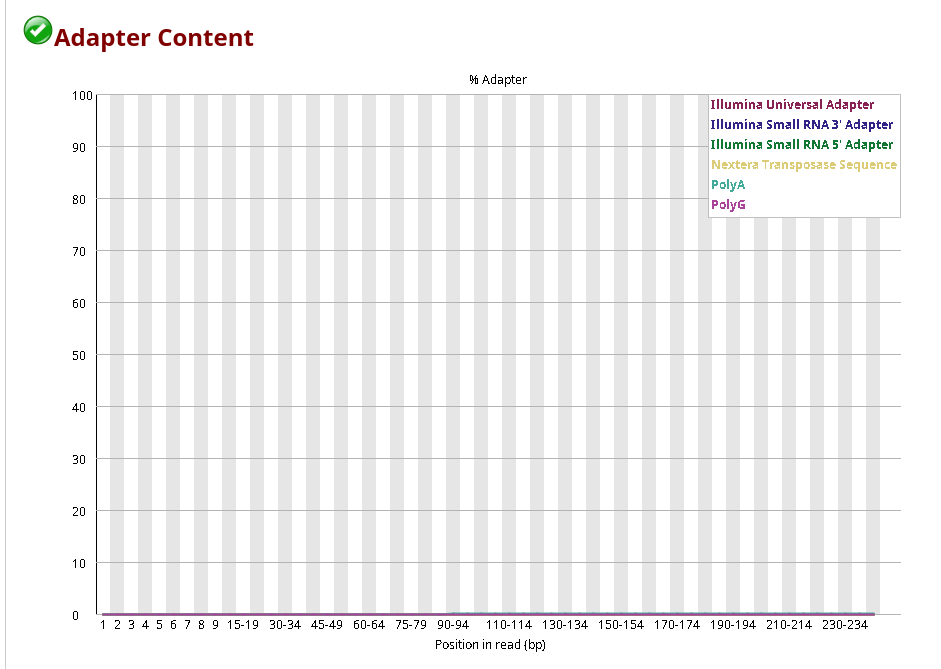 Adapter Content
% Adapter
100
90
80
70
60
50
40
30
20
10
0
Illumina Universal Adapter
Illumina Small RNA 3' Adapter
Illumina Small RNA 5' Adapter
Nextera Transposase Sequence
PolyA
PolyG
1 2 3 4 5 6 7 8 9 15-19 30-34 45-49 60-64 75-79 90-94 110-114 130-134 150-154 170-174 190-194 210-214 230-234
Position in read (bp)